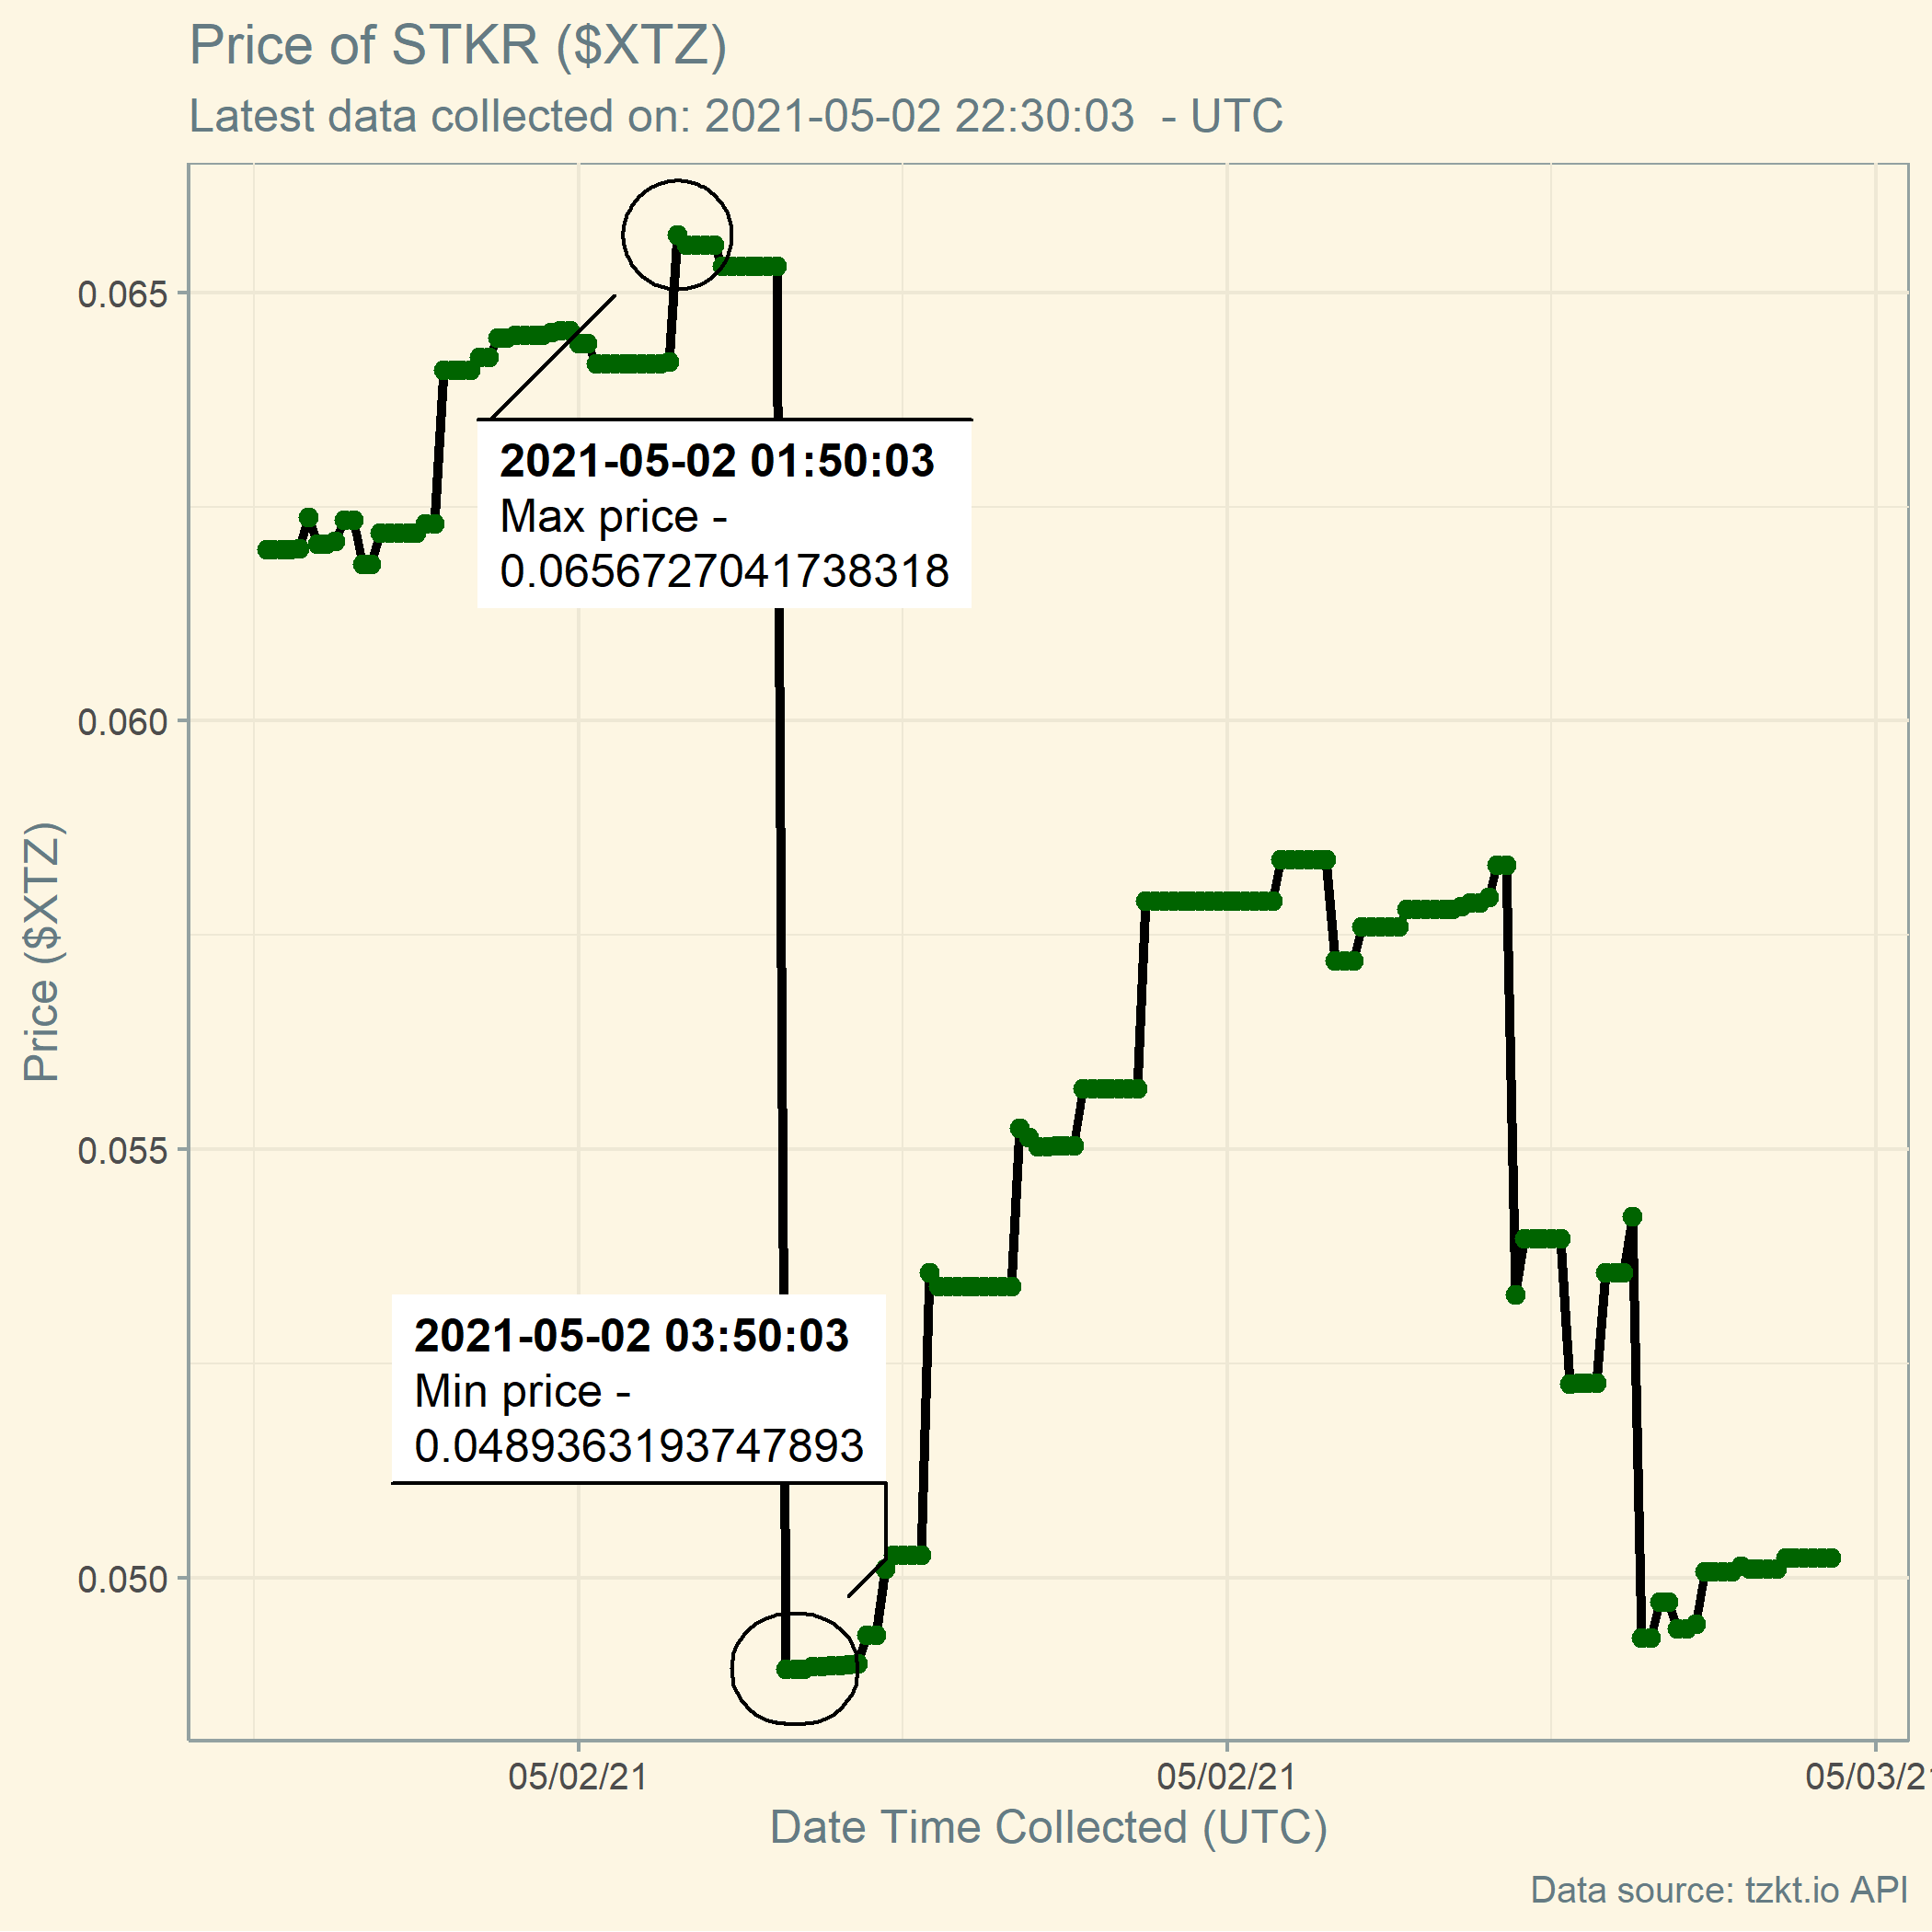 Price of STKR ($XTZ)
Latest data collected on: 2021-05-02 22:30:03  - UTC
0.065
2021-05-02 01:50:03
Max price -
0.0656727041738318
0.060
Price ($XTZ)
0.055
2021-05-02 03:50:03
Min price -
0.0489363193747893
0.050
05/02/21
05/02/21
05/03/21
Date Time Collected (UTC)
Data source: tzkt.io API